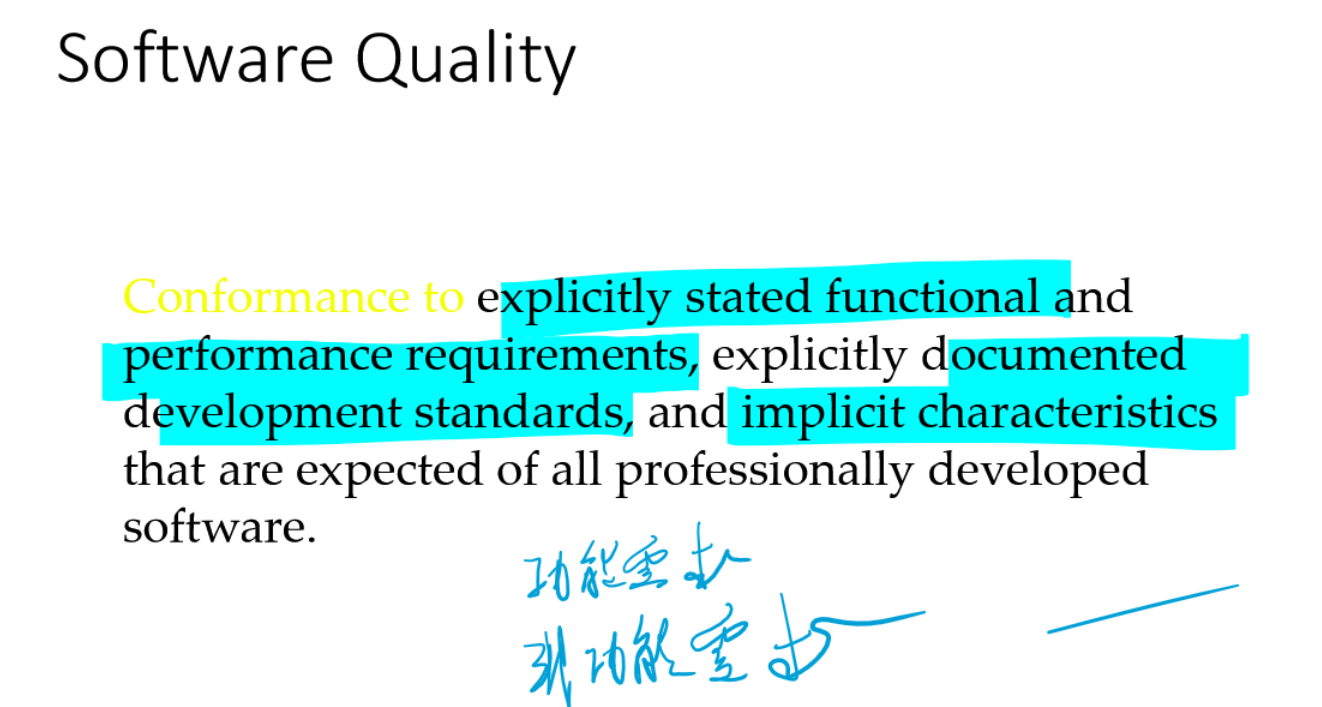 Software Quality
Conformance to explicitly stated functional and
performance requirements, explicitly documented
development standards, and implicit characteristics
that are expected of all professionally developed
software.
功能需求
功能需求